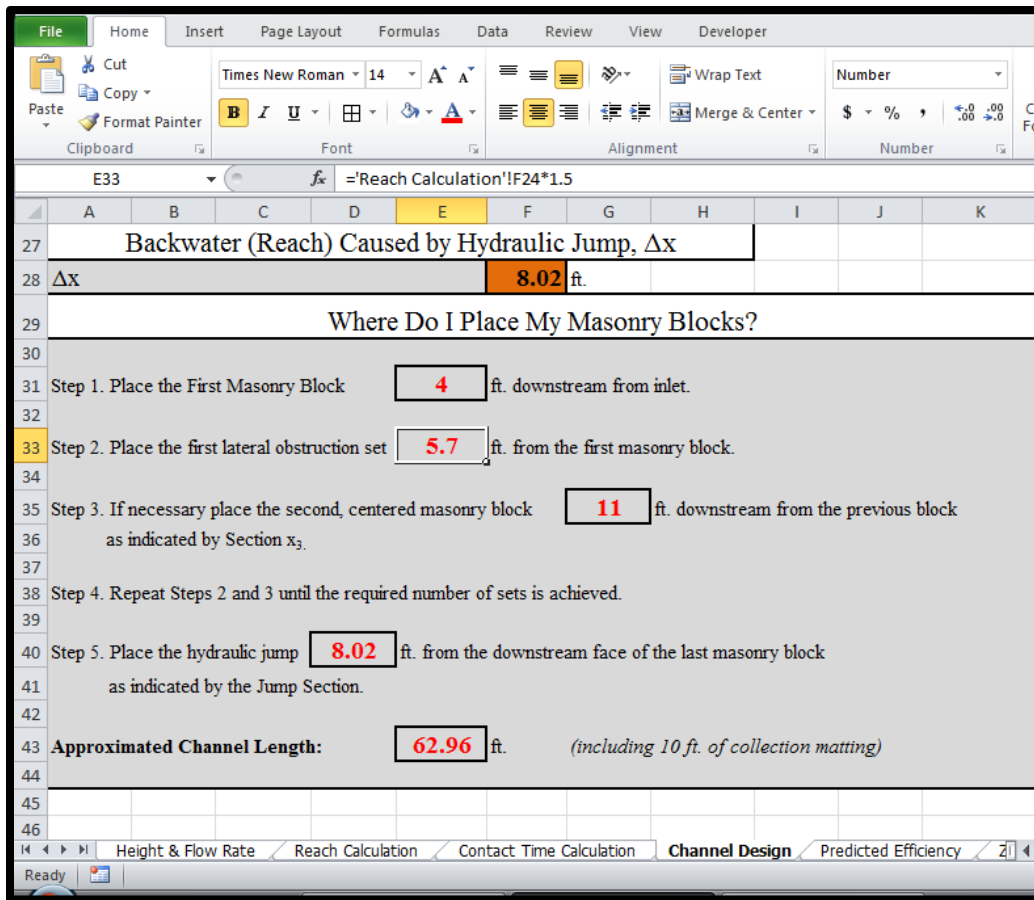 File Home Insert Page Layout Formulas Data Review View Developer
Cut
Copy
Format Painter
Paste
Times New Roman 14 A A
B I U A
Wrap Text
Merge & Center
Number
$ % , .0 .00 .00 .0
Clipboard Font Alignment Number
E33 fx ='Reach Calculation'!F24*1.5
A B C D E F G H I J K
27 Backwater (Reach) Caused by Hydraulic Jump, Δx
28 Δx 8.02 ft.
29 Where Do I Place My Masonry Blocks?
30
31 Step 1. Place the First Masonry Block 4 ft. downstream from inlet.
32
33 Step 2. Place the first lateral obstruction set 5.7 ft. from the first masonry block.
34
35 Step 3. If necessary place the second, centered masonry block 11 ft. downstream from the previous block
36 as indicated by Section x3.
37
38 Step 4. Repeat Steps 2 and 3 until the required number of sets is achieved.
39
40 Step 5. Place the hydraulic jump 8.02 ft. from the downstream face of the last masonry block
41 as indicated by the Jump Section.
42
43 Approximated Channel Length: 62.96 ft. (including 10 ft. of collection matting)
44
45
46
Height & Flow Rate Reach Calculation Contact Time Calculation Channel Design Predicted Efficiency
Ready